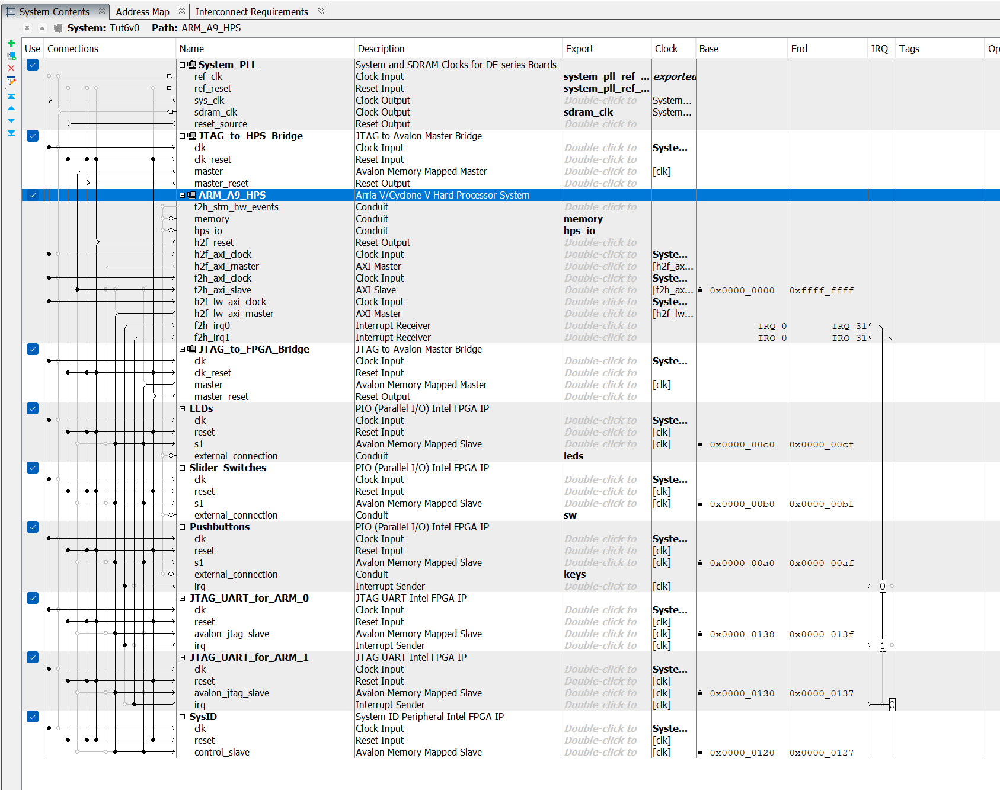 System Contents Address Map Interconnect Requirements
System: Tut6v0 Path: ARM_A9_HPS
Use Connections Name Description Export Clock Base End IRQ Tags Op
System_PLL System and SDRAM Clocks for DE-series Boards
ref_clk Clock Input system_pll_ref_... exported
ref_reset Reset Input system_pll_ref_...
sys_clk Clock Output Double-click to System...
sdram_clk Clock Output sdram_clk System...
reset_source Reset Output Double-click to
JTAG_to_HPS_Bridge JTAG to Avalon Master Bridge
clk Clock Input Double-click to Syste...
clk_reset Reset Input Double-click to
master Avalon Memory Mapped Master Double-click to [clk]
master_reset Reset Output Double-click to
ARM_A9_HPS Arria V/Cyclone V Hard Processor System
f2h_stm_hw_events Conduit Double-click to
memory Conduit memory
hps_io Conduit hps_io
h2f_reset Reset Output Double-click to
h2f_axi_clock Clock Input Double-click to Syste...
h2f_axi_master AXI Master Double-click to [h2f_ax...
f2h_axi_clock Clock Input Double-click to Syste...
f2h_axi_slave AXI Slave Double-click to [f2h_ax... 0x0000_0000 0xffff_ffff
h2f_lw_axi_clock Clock Input Double-click to Syste...
h2f_lw_axi_master AXI Master Double-click to [h2f_lw...
f2h_irq0 Interrupt Receiver Double-click to IRQ 0 IRQ 31
f2h_irq1 Interrupt Receiver Double-click to IRQ 0 IRQ 31
JTAG_to_FPGA_Bridge JTAG to Avalon Master Bridge
clk Clock Input Double-click to Syste...
clk_reset Reset Input Double-click to
master Avalon Memory Mapped Master Double-click to [clk]
master_reset Reset Output Double-click to
LEDs PIO (Parallel I/O) Intel FPGA IP
clk Clock Input Double-click to Syste...
reset Reset Input Double-click to [clk]
s1 Avalon Memory Mapped Slave Double-click to [clk] 0x0000_00c0 0x0000_00cf
external_connection Conduit leds
Slider_Switches PIO (Parallel I/O) Intel FPGA IP
clk Clock Input Double-click to Syste...
reset Reset Input Double-click to [clk]
s1 Avalon Memory Mapped Slave Double-click to [clk] 0x0000_00b0 0x0000_00bf
external_connection Conduit sw
Pushbuttons PIO (Parallel I/O) Intel FPGA IP
clk Clock Input Double-click to Syste...
reset Reset Input Double-click to [clk]
s1 Avalon Memory Mapped Slave Double-click to [clk] 0x0000_00a0 0x0000_00af
external_connection Conduit keys
irq Interrupt Sender Double-click to [clk] 0
JTAG_UART_for_ARM_0 JTAG UART Intel FPGA IP
clk Clock Input Double-click to Syste...
reset Reset Input Double-click to [clk]
avalon_jtag_slave Avalon Memory Mapped Slave Double-click to [clk] 0x0000_0138 0x0000_013f
irq Interrupt Sender Double-click to [clk] 1
JTAG_UART_for_ARM_1 JTAG UART Intel FPGA IP
clk Clock Input Double-click to Syste...
reset Reset Input Double-click to [clk]
avalon_jtag_slave Avalon Memory Mapped Slave Double-click to [clk] 0x0000_0130 0x0000_0137
irq Interrupt Sender Double-click to [clk] 0
SysID System ID Peripheral Intel FPGA IP
clk Clock Input Double-click to Syste...
reset Reset Input Double-click to [clk]
control_slave Avalon Memory Mapped Slave Double-click to [clk] 0x0000_0120 0x0000_0127